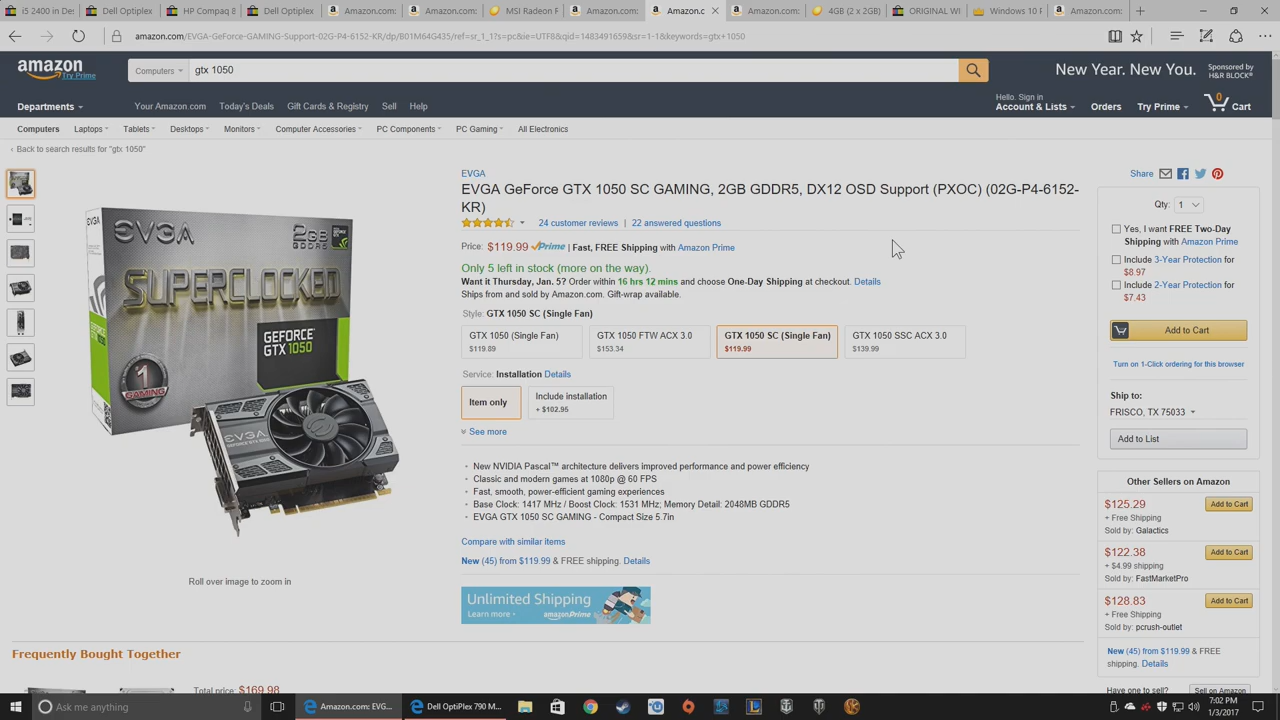 i5 2400 in Des
Dell Optiplex
HP Compaq 8
Dell Optiplex
Amazon.com:
Amazon.com:
MSI Radeon R
Amazon.com:
Amazon.c
Amazon.com:
4GB (2 x 2GB)
ORIGINAL WI
Windows 10 P
Amazon.com:
amazon.com/EVGA-GeForce-GAMING-Support-02G-P4-6152-KR/dp/B01M64G435/ref=sr_1_1?s=pc&ie=UTF8&qid=1483491659&sr=1-1&keywords=gtx+1050
amazon
Try Prime
Computers
gtx 1050
New Year. New You.
Sponsored by
H&R BLOCK
Departments
Your Amazon.com
Today's Deals
Gift Cards & Registry
Sell
Help
Hello. Sign in
Account & Lists
Orders
Try Prime
0
Cart
Computers
Laptops
Tablets
Desktops
Monitors
Computer Accessories
PC Components
PC Gaming
All Electronics
‹ Back to search results for "gtx 1050"
EVGA
EVGA GeForce GTX 1050 SC GAMING, 2GB GDDR5, DX12 OSD Support (PXOC) (02G-P4-6152-
KR)
24 customer reviews | 22 answered questions
Price: $119.99 Prime | Fast, FREE Shipping with Amazon Prime
Only 5 left in stock (more on the way).
Want it Thursday, Jan. 5? Order within 16 hrs 12 mins and choose One-Day Shipping at checkout. Details
Ships from and sold by Amazon.com. Gift-wrap available.
Style: GTX 1050 SC (Single Fan)
GTX 1050 (Single Fan)
$119.89
GTX 1050 FTW ACX 3.0
$153.34
GTX 1050 SC (Single Fan)
$119.99
GTX 1050 SSC ACX 3.0
$139.99
Service: Installation Details
Item only
Include installation
+ $102.95
See more
• New NVIDIA Pascal™ architecture delivers improved performance and power efficiency
• Classic and modern games at 1080p @ 60 FPS
• Fast, smooth, power-efficient gaming experiences
• Base Clock: 1417 MHz / Boost Clock: 1531 MHz; Memory Detail: 2048MB GDDR5
• EVGA GTX 1050 SC GAMING - Compact Size 5.7in
Compare with similar items
New (45) from $119.99 & FREE shipping. Details
Unlimited Shipping
Learn more ›
amazonPrime
EVGA
2GB
SUPERCLOCKED
GEFORCE
GTX 1050
1
GAMING
EVGA
Roll over image to zoom in
Share
Qty: 1
Yes, I want FREE Two-Day
Shipping with Amazon Prime
Include 3-Year Protection for
$8.97
Include 2-Year Protection for
$7.43
Add to Cart
Turn on 1-Click ordering for this browser
Ship to:
FRISCO, TX 75033
Add to List
Other Sellers on Amazon
$125.29
Add to Cart
+ Free Shipping
Sold by: Galactics
$122.38
Add to Cart
+ $4.99 shipping
Sold by: FastMarketPro
$128.83
Add to Cart
+ Free Shipping
Sold by: pcrush-outlet
New (45) from $119.99 & FREE
shipping. Details
Have one to sell?
Sell on Amazon
Frequently Bought Together
Total price: $169.98
Ask me anything
Amazon.com: EVG...
Dell OptiPlex 790 M...
7:02 PM
1/3/2017